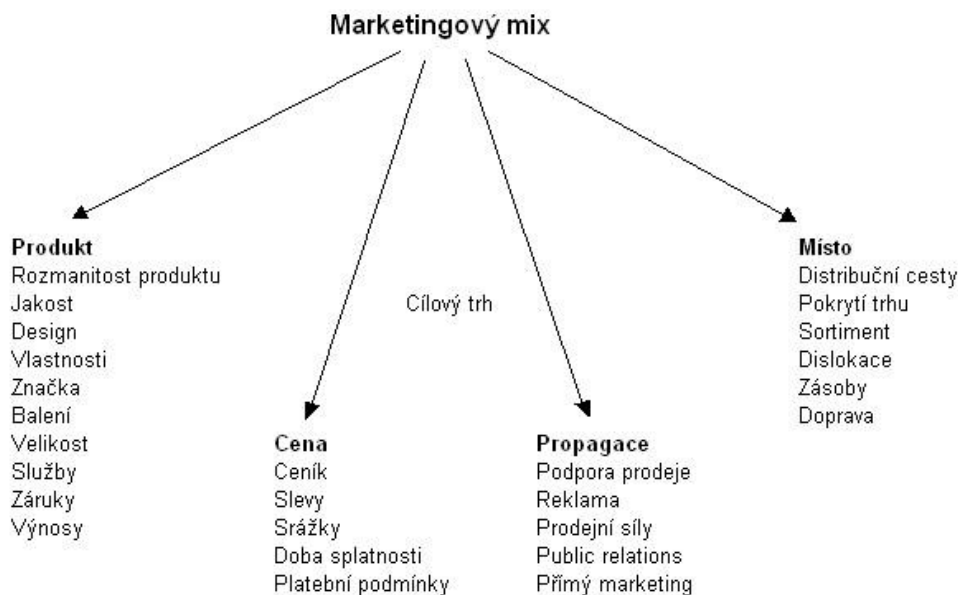 Marketingový mix
Produkt
Rozmanitost produktu
Jakost
Design
Vlastnosti
Značka
Balení
Velikost
Služby
Záruky
Výnosy
Cílový trh
Cena
Ceník
Slevy
Srážky
Doba splatnosti
Platební podmínky
Propagace
Podpora prodeje
Reklama
Prodejní síly
Public relations
Přímý marketing
Místo
Distribuční cesty
Pokrytí trhu
Sortiment
Dislokace
Zásoby
Doprava